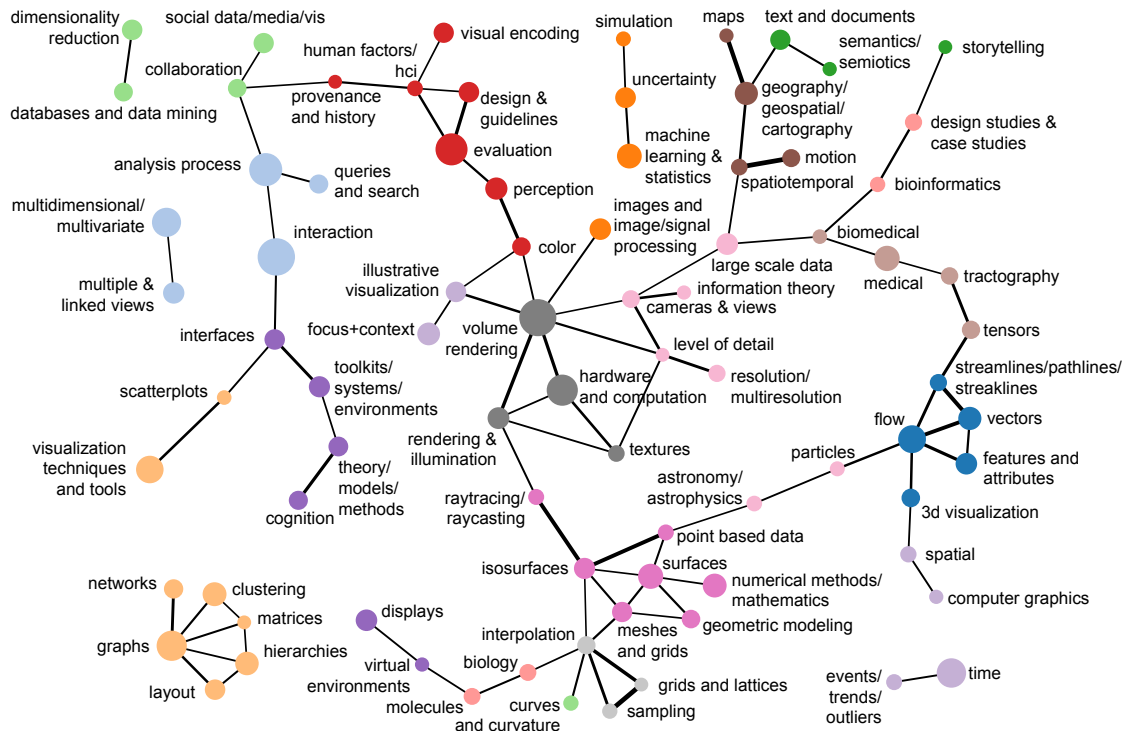 dimensionality
reduction
social data/media/vis
collaboration
databases and data mining
human factors/
hci
visual encoding
provenance
and history
design &
guidelines
evaluation
analysis process
queries
and search
perception
multidimensional/
multivariate
interaction
color
multiple &
linked views
illustrative
visualization
focus+context
volume
rendering
interfaces
toolkits/
systems/
environments
scatterplots
visualization
techniques
and tools
theory/
models/
methods
cognition
simulation
uncertainty
machine
learning &
statistics
images and
image/signal
processing
maps
text and documents
semantics/
semiotics
geography/
geospatial/
cartography
motion
spatiotemporal
storytelling
design studies &
case studies
bioinformatics
biomedical
large scale data
medical
tractography
information theory
cameras & views
tensors
level of detail
resolution/
multiresolution
hardware
and computation
rendering &
illumination
textures
streamlines/pathlines/
streaklines
flow
vectors
features and
attributes
particles
astronomy/
astrophysics
3d visualization
raytracing/
raycasting
point based data
spatial
isosurfaces
surfaces
numerical methods/
mathematics
computer graphics
meshes
and grids
geometric modeling
interpolation
networks
clustering
matrices
graphs
hierarchies
layout
displays
virtual
environments
biology
molecules
curves
and curvature
grids and lattices
sampling
events/
trends/
outliers
time